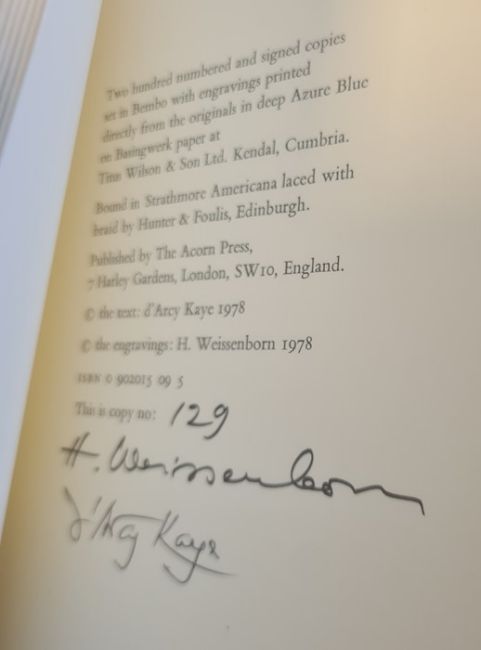 Two hundred numbered and signed copies
set in Bembo with engravings printed
directly from the originals in deep Azure Blue
on Basingwerk paper at
Titus Wilson & Son Ltd. Kendal, Cumbria.
Bound in Strathmore Americana laced with
braid by Hunter & Foulis, Edinburgh.
Published by The Acorn Press,
7 Harley Gardens, London, SW10, England.
© the text: d'Arcy Kaye 1978
© the engravings: H. Weissenborn 1978
ISBN 0 902015 09 5
This is copy no: 129
H. Weissenborn
d'Arcy Kaye